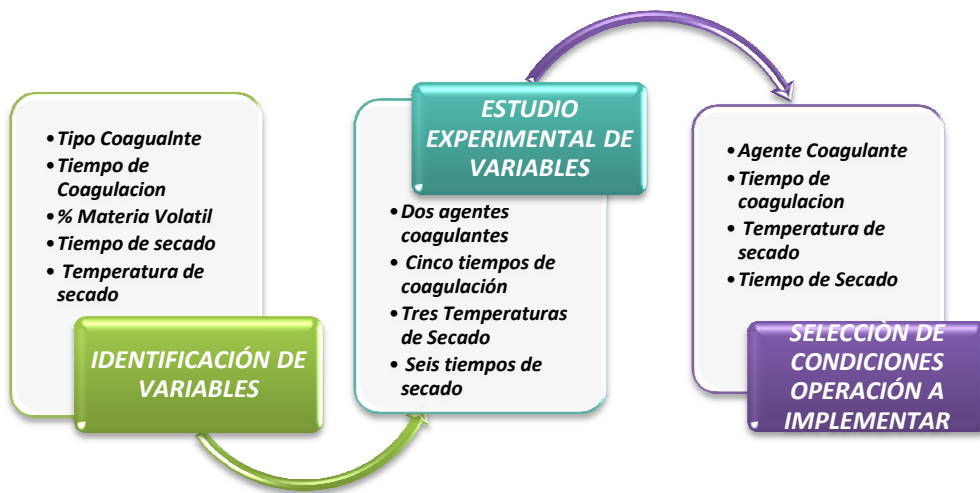 •Tipo Coagualnte
•Tiempo de
Coagulacion
•% Materia Volatil
•Tiempo de secado
• Temperatura de
secado
IDENTIFICACIÓN DE
VARIABLES
ESTUDIO
EXPERIMENTAL DE
VARIABLES
• Dos agentes
coagulantes
• Cinco tiempos de
coagulación
• Tres Temperaturas
de Secado
• Seis tiempos de
secado
• Agente Coagulante
• Tiempo de
coagulacion
• Temperatura de
secado
• Tiempo de Secado
SELECCIÒN DE
CONDICIONES
OPERACIÓN A
IMPLEMENTAR